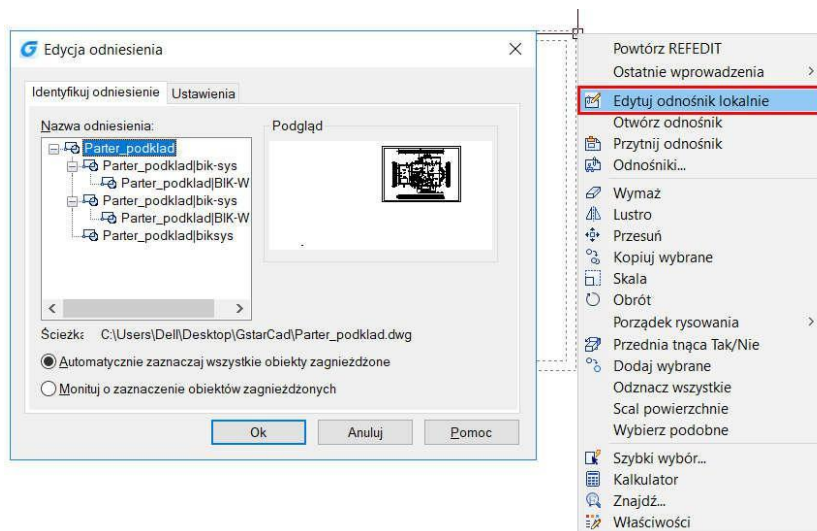 Edycja odniesienia
Identyfikuj odniesienie
Ustawienia
Nazwa odniesienia:
Parter_podklad
Parter_podklad|bik-sys
Parter_podklad|BIK-W
Parter_podklad|bik-sys
Parter_podklad|BIK-W
Parter_podklad|biksys
Podgląd
Ścieżka C:\Users\Dell\Desktop\GstarCad\Parter_podklad.dwg
Automatycznie zaznaczaj wszystkie obiekty zagnieżdżone
Monituj o zaznaczenie obiektów zagnieżdżonych
Ok
Anuluj
Pomoc
Powtórz REFEDIT
Ostatnie wprowadzenia
Edytuj odnośnik lokalnie
Otwórz odnośnik
Przytnij odnośnik
Odnośniki...
Wymaż
Lustro
Przesuń
Kopiuj wybrane
Skala
Obrót
Porządek rysowania
Przednia tnąca Tak/Nie
Dodaj wybrane
Odznacz wszystkie
Scal powierzchnie
Wybierz podobne
Szybki wybór...
Kalkulator
Znajdź...
Właściwości